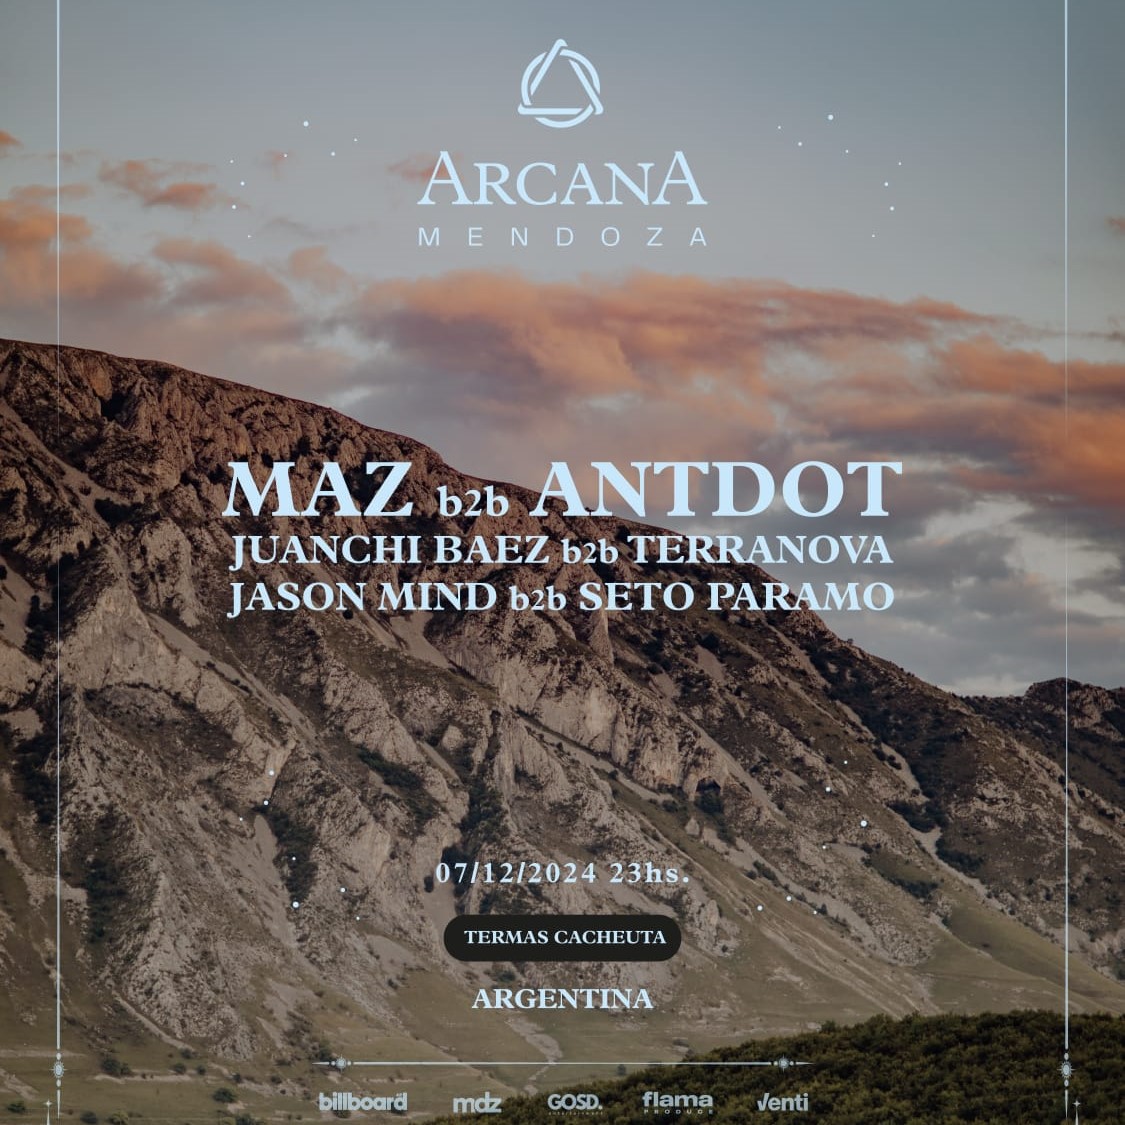 ARCANA
MENDOZA
MAZ b2b ANTDOT
JUANCHI BAEZ b2b TERRANOVA
JASON MIND b2b SETO PARAMO
07/12/2024 23hs.
TERMAS CACHEUTA
ARGENTINA
billboard mdz GOSD. flama PRODUCE venti